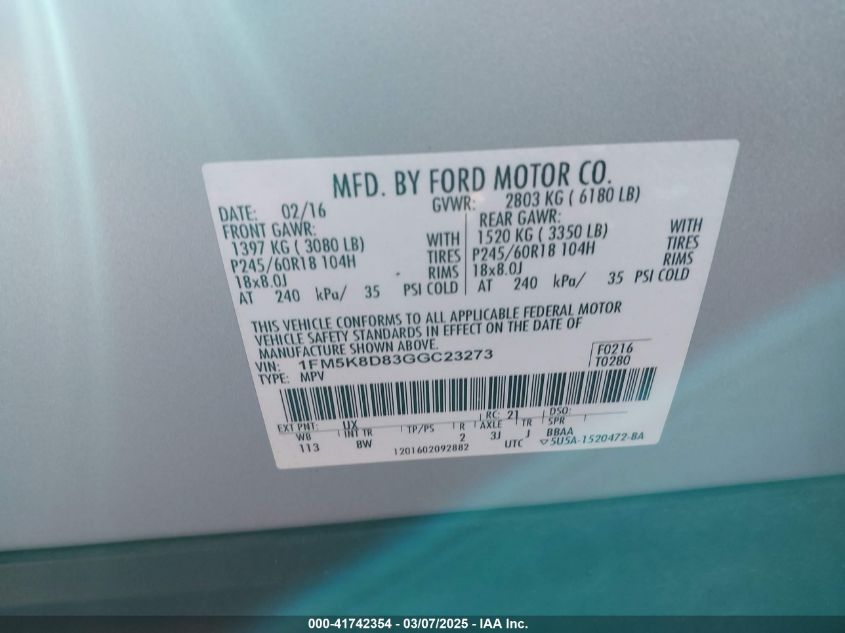 MFD. BY FORD MOTOR CO.
DATE: 02/16 GVWR: 2803 KG ( 6180 LB)
FRONT GAWR: REAR GAWR:
1397 KG ( 3080 LB) WITH 1520 KG ( 3350 LB) WITH
P245/60R18 104H TIRES P245/60R18 104H TIRES
18x8.0J RIMS 18x8.0J RIMS
AT 240 kPa/ 35 PSI COLD AT 240 kPa/ 35 PSI COLD
THIS VEHICLE CONFORMS TO ALL APPLICABLE FEDERAL MOTOR
VEHICLE SAFETY STANDARDS IN EFFECT ON THE DATE OF
MANUFACTURE SHOWN ABOVE.
VIN: 1FM5K8D83GGC23273 F0216
TYPE: MPV T0280
EXT PNT: UX RC: 21 DSO:
WB INT TR TP/PS R AXLE TR SPR
113 8W 2 3J J BBAA
1201602092882 UTC ▽5U5A-1520472-BA
000-41742354 - 03/07/2025 - IAA Inc.